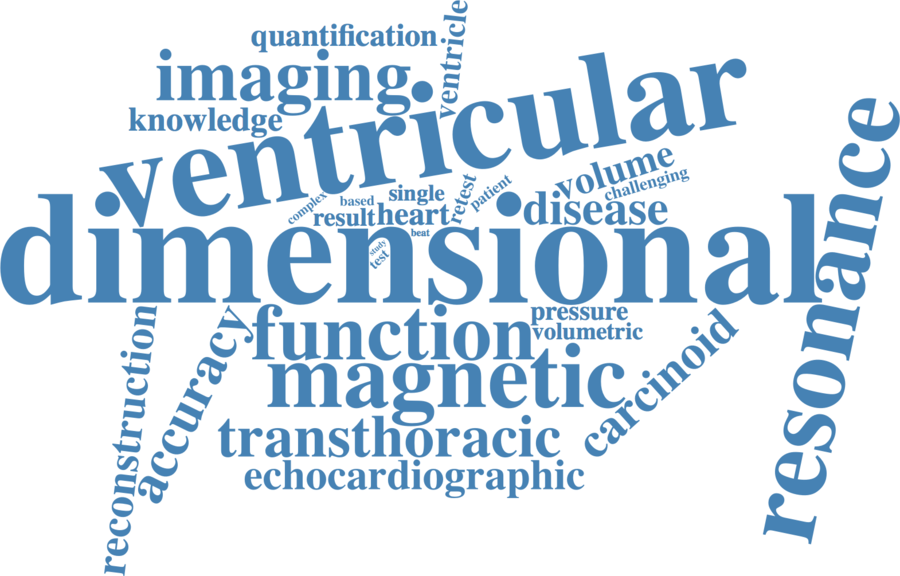 quantification
ventricle
imaging
knowledge
ventricular
resonance
volume
challenging
complex
based
single
retest
patient
result
heart
disease
beat
study
test
dimensional
reconstruction
accuracy
function
pressure
volumetric
magnetic
carcinoid
transthoracic
echocardiographic